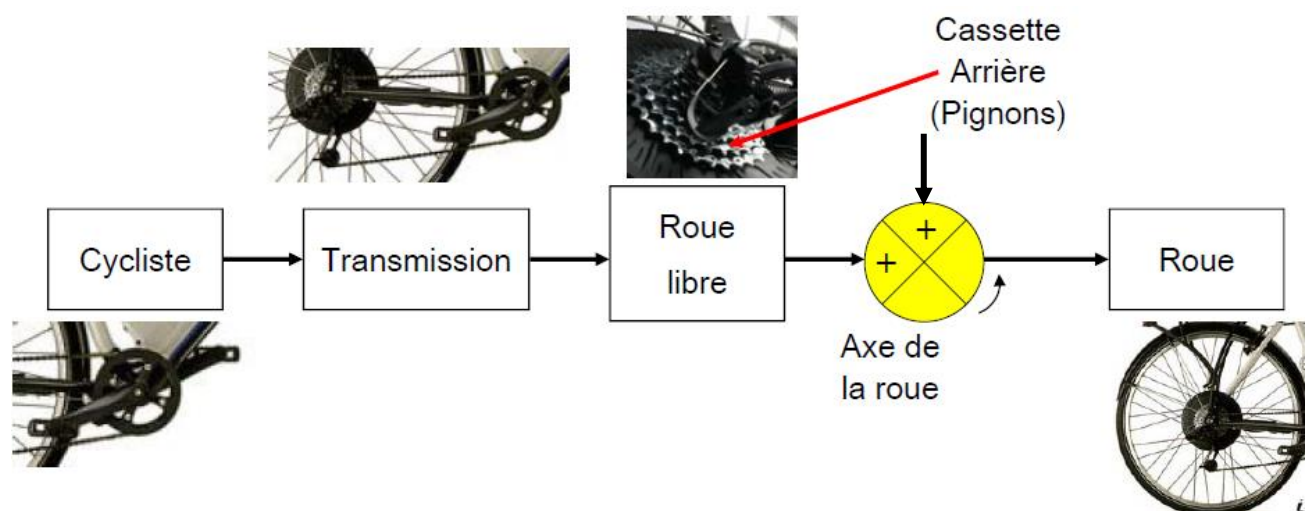 Cassette
Arrière
(Pignons)
Cycliste
Transmission
Roue
libre
+
+
Roue
Axe de
la roue
i